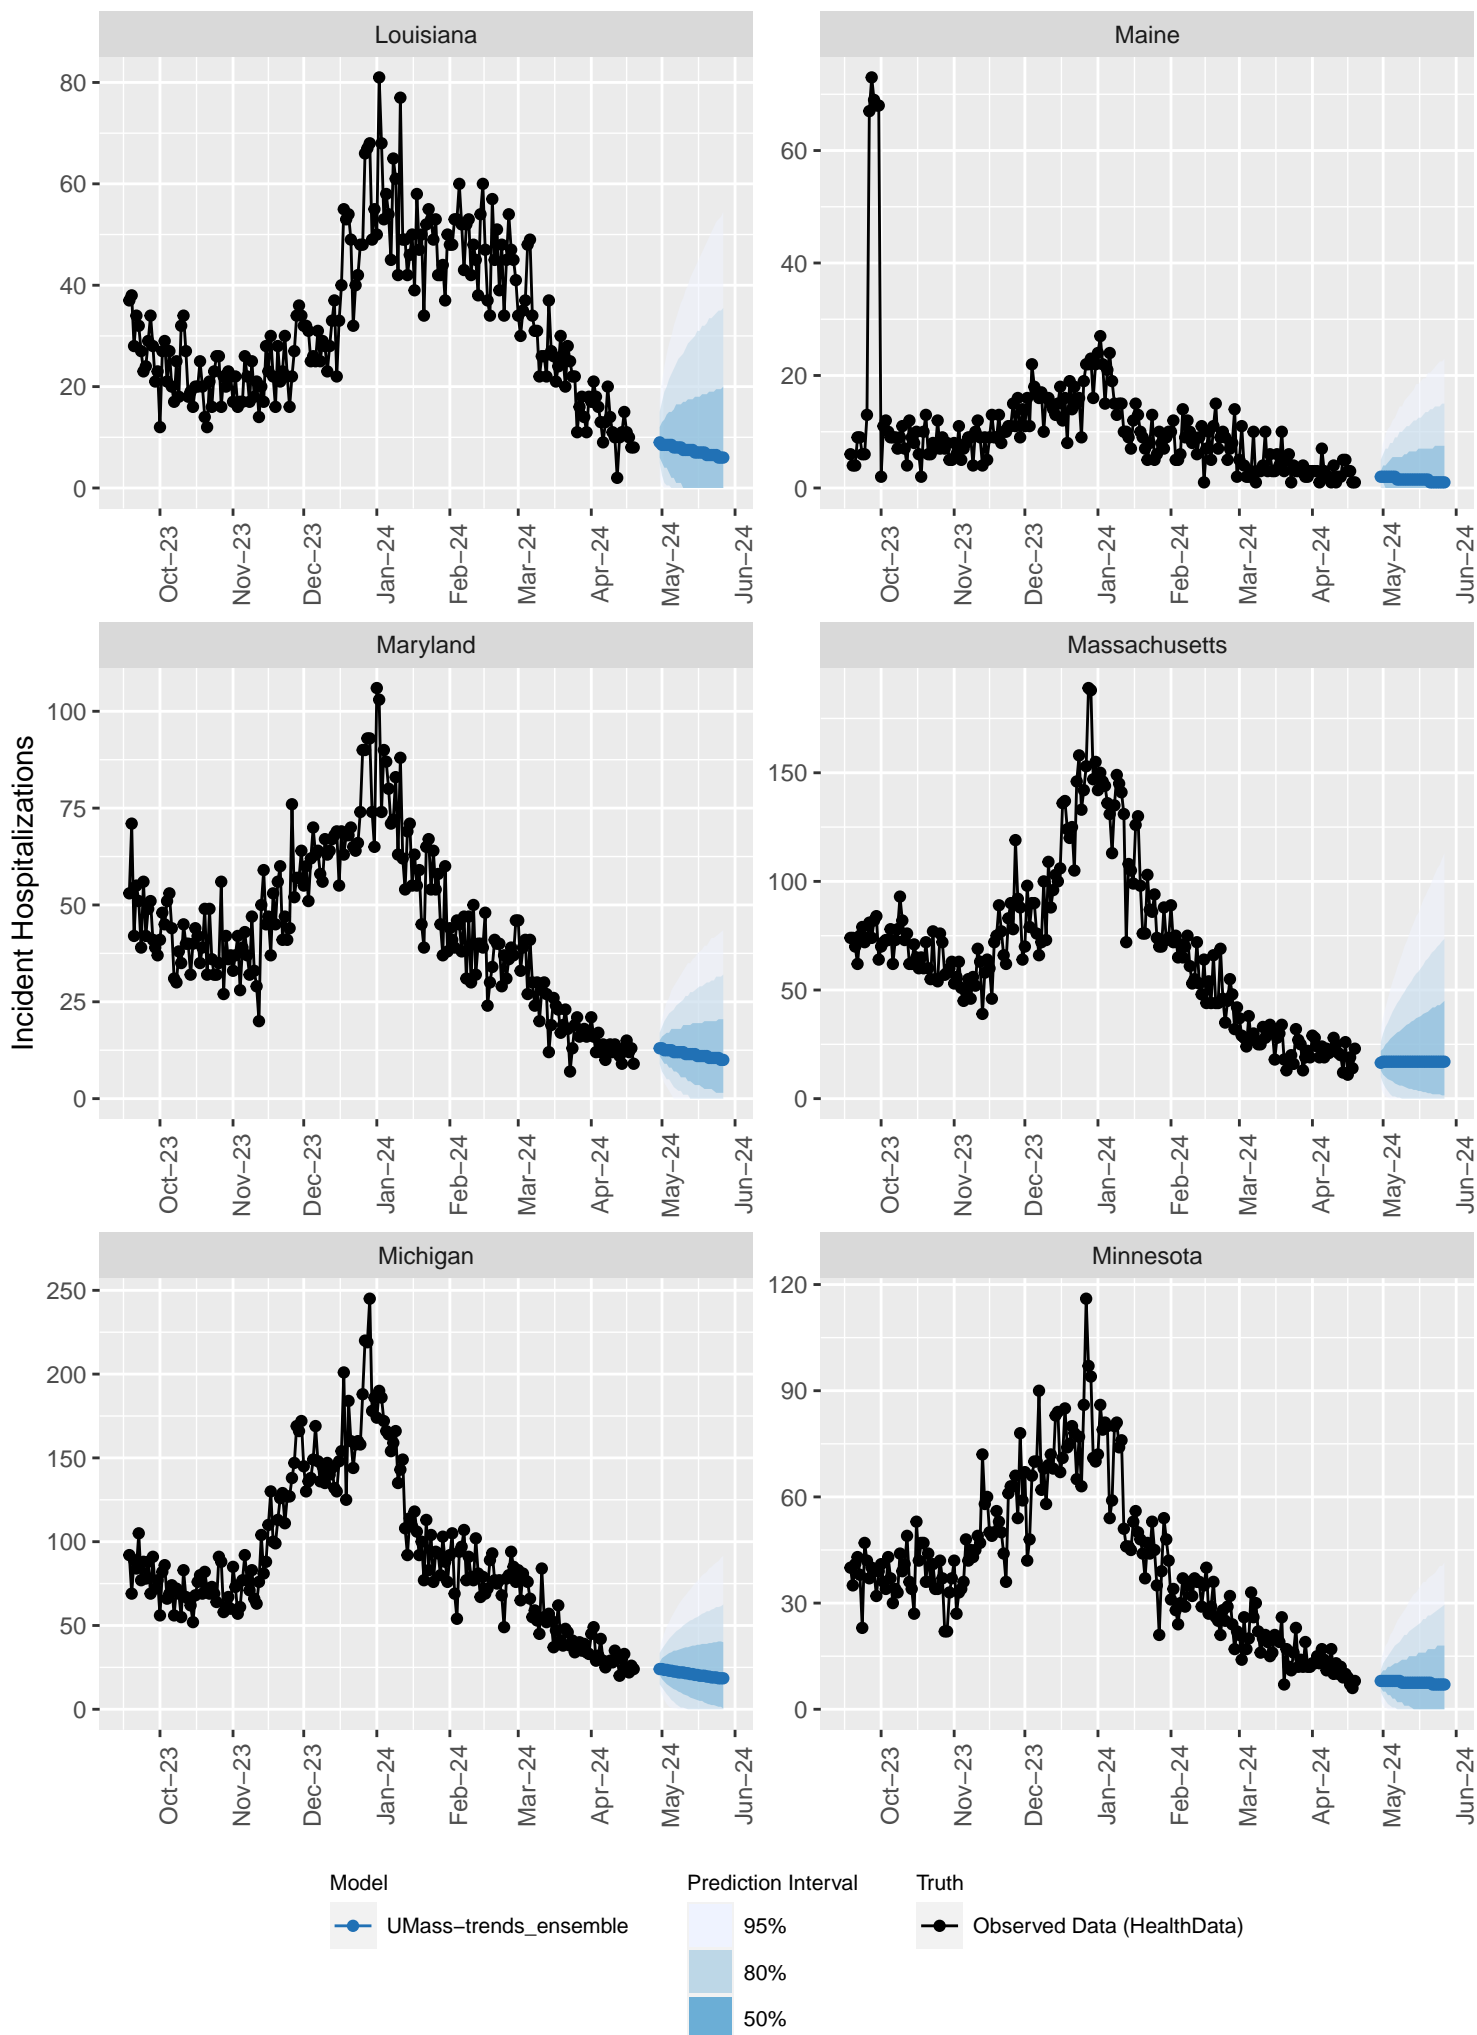 Louisiana
Maine
80
60
40
20
0
60
40
20
0
Oct−23
Nov−23
Dec−23
Jan−24
Feb−24
Mar−24
Apr−24
May−24
Jun−24
Oct−23
Nov−23
Dec−23
Jan−24
Feb−24
Mar−24
Apr−24
May−24
Jun−24
Incident Hospitalizations
Maryland
Massachusetts
100
75
50
25
0
150
100
50
0
Oct−23
Nov−23
Dec−23
Jan−24
Feb−24
Mar−24
Apr−24
May−24
Jun−24
Oct−23
Nov−23
Dec−23
Jan−24
Feb−24
Mar−24
Apr−24
May−24
Jun−24
Michigan
Minnesota
250
200
150
100
50
0
120
90
60
30
0
Oct−23
Nov−23
Dec−23
Jan−24
Feb−24
Mar−24
Apr−24
May−24
Jun−24
Oct−23
Nov−23
Dec−23
Jan−24
Feb−24
Mar−24
Apr−24
May−24
Jun−24
Model
UMass−trends_ensemble
Prediction Interval
95%
80%
50%
Truth
Observed Data (HealthData)